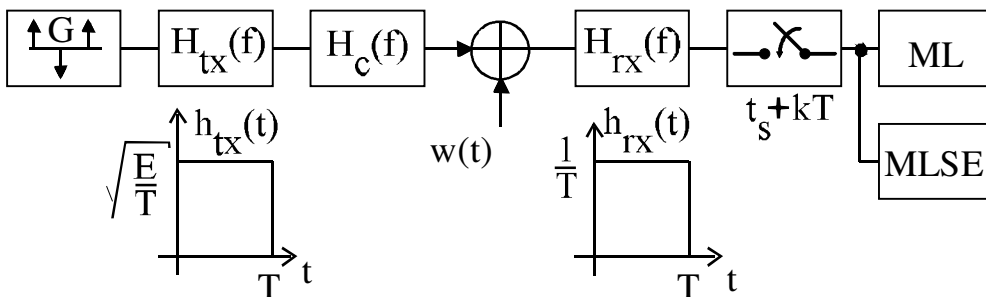 G
H_tx(f)
H_c(f)
H_rx(f)
ML
t_s+kT
h_tx(t)
w(t)
h_rx(t)
MLSE
√E/T
1/T
T t
T t